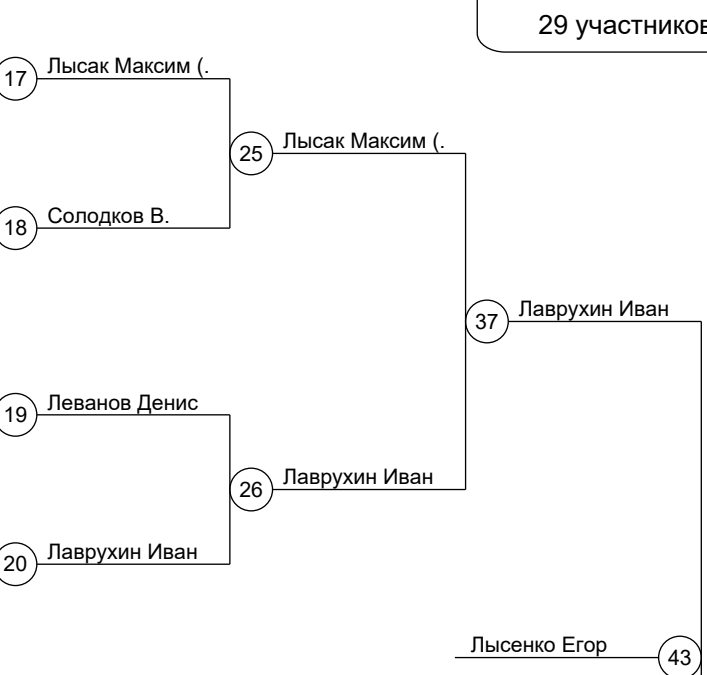 29 участников
17 Лысак Максим (.
25 Лысак Максим (.
18 Солодков В.
37 Лаврухин Иван
19 Леванов Денис
26 Лаврухин Иван
20 Лаврухин Иван
Лысенко Егор 43